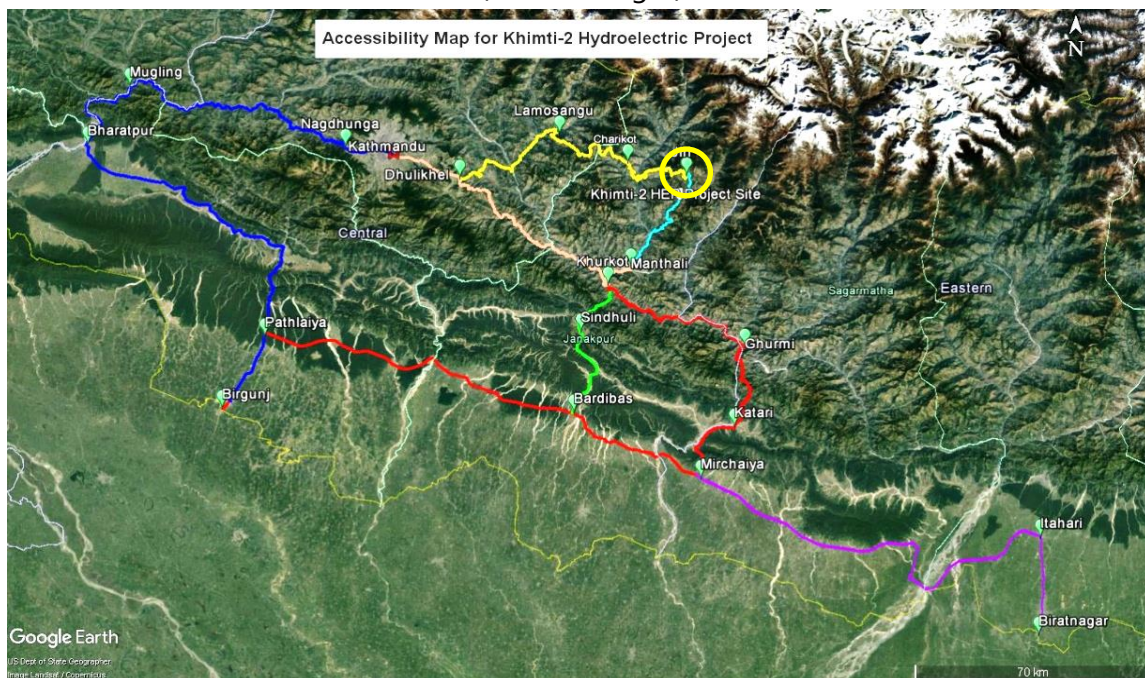 Accessibility Map for Khimti-2 Hydroelectric Project
N
Mugling
Lamosangu
Bharatpur
Nagdhunga
Charikot
Kathmandu
Dhulikhel
Khimti-2 HEP Project Site
Central
Khurkot
Manthali
Sagarmatha
Eastern
Pathlaiya
Sindhuli
Janakpur
Ghurmi
Birgunj
Bardibas
Katari
Mirchaiya
Itahari
Biratnagar
Google Earth
US Dept of State Geographer
Image Landsat / Copernicus
70 km